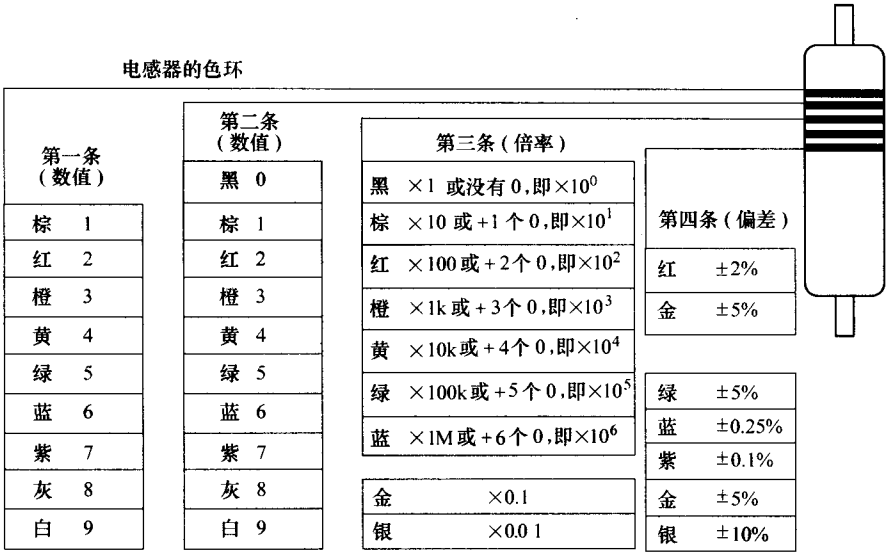 电感器的色环
第一条
(数值)
棕 1
红 2
橙 3
黄 4
绿 5
蓝 6
紫 7
灰 8
白 9
第二条
(数值)
黑 0
棕 1
红 2
橙 3
黄 4
绿 5
蓝 6
紫 7
灰 8
白 9
第三条(倍率)
黑 ×1 或没有0,即×10⁰
棕 ×10或+1个0,即×10¹
红 ×100或+2个0,即×10²
橙 ×1k或+3个0,即×10³
黄 ×10k或+4个0,即×10⁴
绿 ×100k或+5个0,即×10⁵
蓝 ×1M或+6个0,即×10⁶
金 ×0.1
银 ×0.01
第四条(偏差)
红 ±2%
金 ±5%
绿 ±5%
蓝 ±0.25%
紫 ±0.1%
金 ±5%
银 ±10%